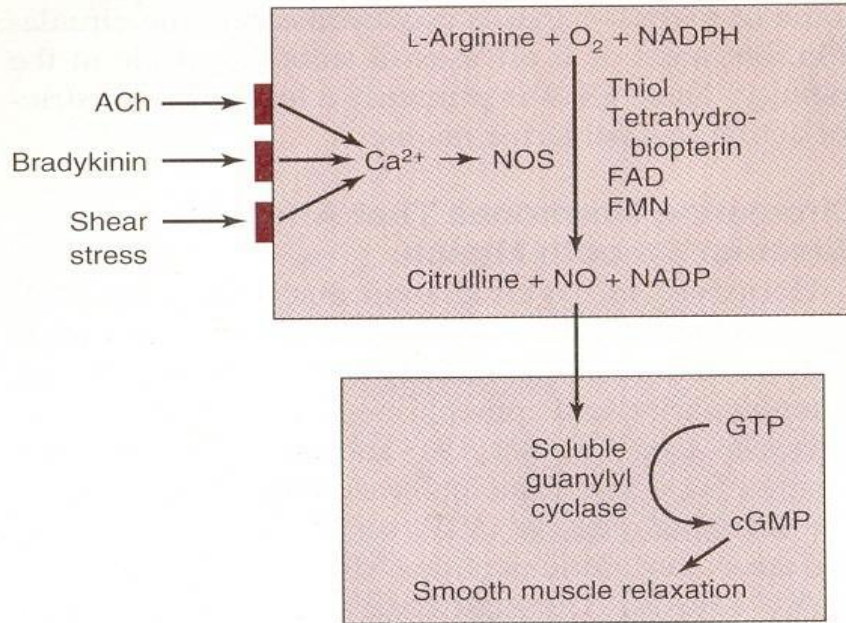 L-Arginine + O₂ + NADPH
Thiol
Tetrahydro-
biopterin
FAD
FMN
ACh
Bradykinin
Shear
stress
Ca²⁺
NOS
Citrulline + NO + NADP
Soluble
guanylyl
cyclase
GTP
cGMP
Smooth muscle relaxation